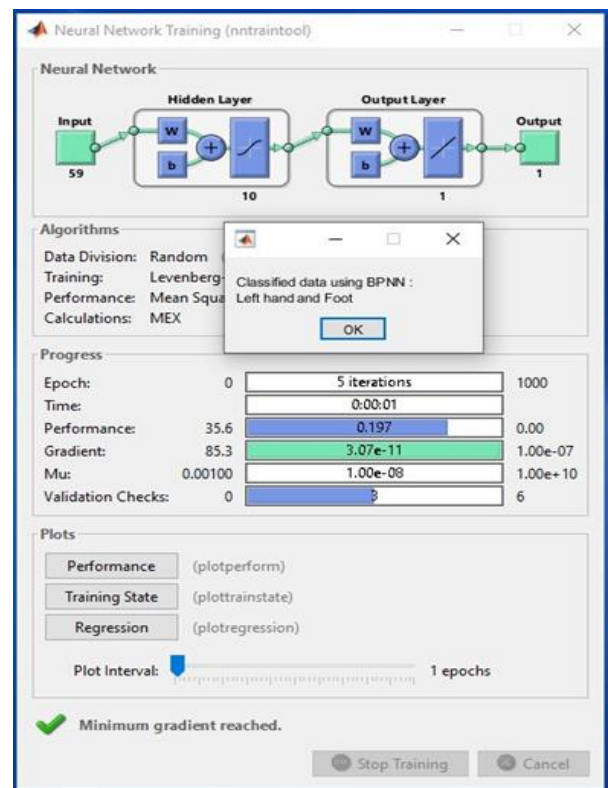 Neural Network Training (nntraintool)
Neural Network
Hidden Layer Output Layer
Input Output
W W
b b
59 1
10 1
Algorithms
Data Division: Random
Training: Levenberg-
Performance: Mean Squa
Calculations: MEX
Classified data using BPNN :
Left hand and Foot
OK
Progress
Epoch: 0 5 iterations 1000
Time: 0:00:01
Performance: 35.6 0.197 0.00
Gradient: 85.3 3.07e-11 1.00e-07
Mu: 0.00100 1.00e-08 1.00e+10
Validation Checks: 0 3 6
Plots
Performance (plotperform)
Training State (plottrainstate)
Regression (plotregression)
Plot Interval: 1 epochs
Minimum gradient reached.
Stop Training Cancel